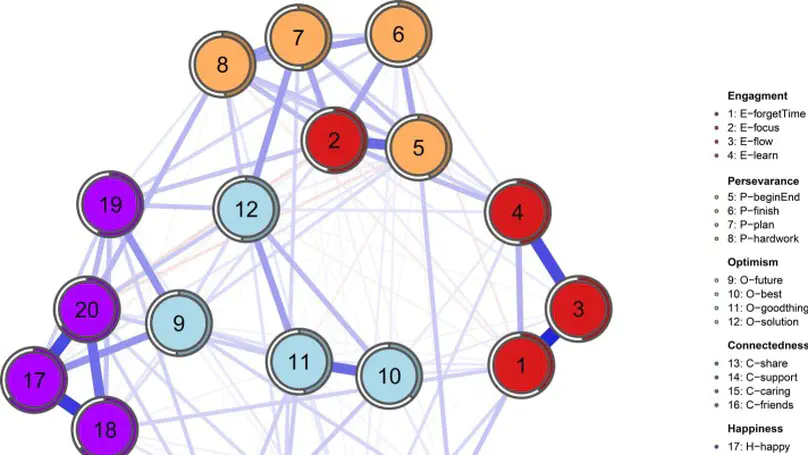 7
6
8
2
5
19
12
4
20
9
3
11
1
10
17
18
Engagment
1: E−forgetTime
2: E−focus
3: E−flow
4: E−learn
Persevarance
5: P−beginEnd
6: P−finish
7: P−plan
8: P−hardwork
Optimism
9: O−future
10: O−best
11: O−goodthing
12: O−solution
Connectedness
13: C−share
14: C−support
15: C−caring
16: C−friends
Happiness
17: H−happy